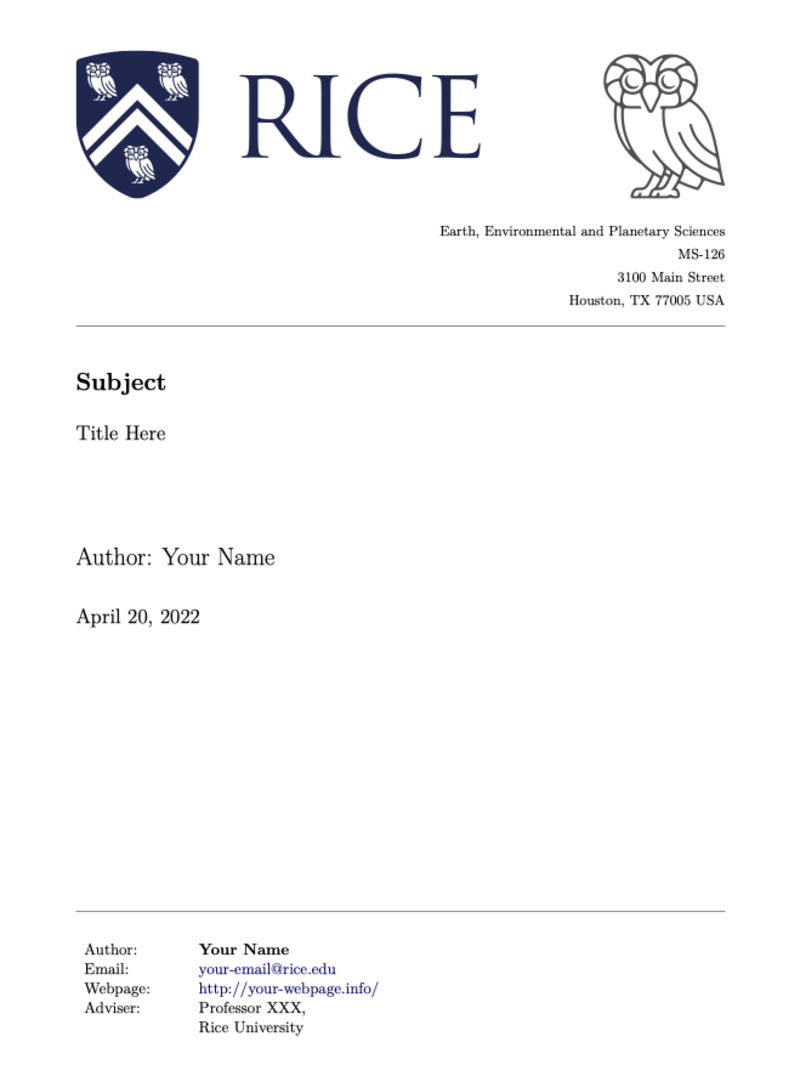 RICE
Earth, Environmental and Planetary Sciences
MS-126
3100 Main Street
Houston, TX 77005 USA
Subject
Title Here
Author: Your Name
April 20, 2022
Author: Your Name
Email: your-email@rice.edu
Webpage: http://your-webpage.info/
Adviser: Professor XXX,
Rice University